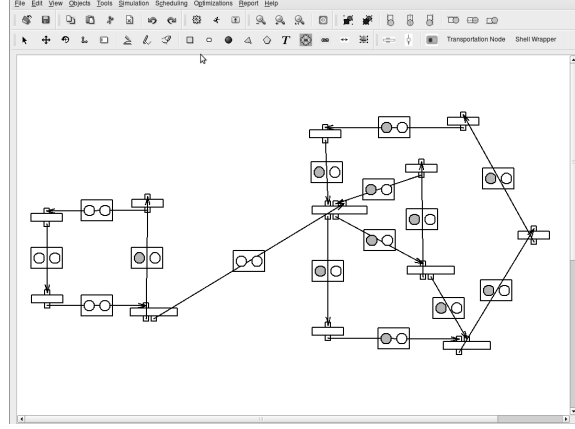 File Edit View Objects Tools Simulation Scheduling Optimizations Report Help
T Transportation Node Shell Wrapper